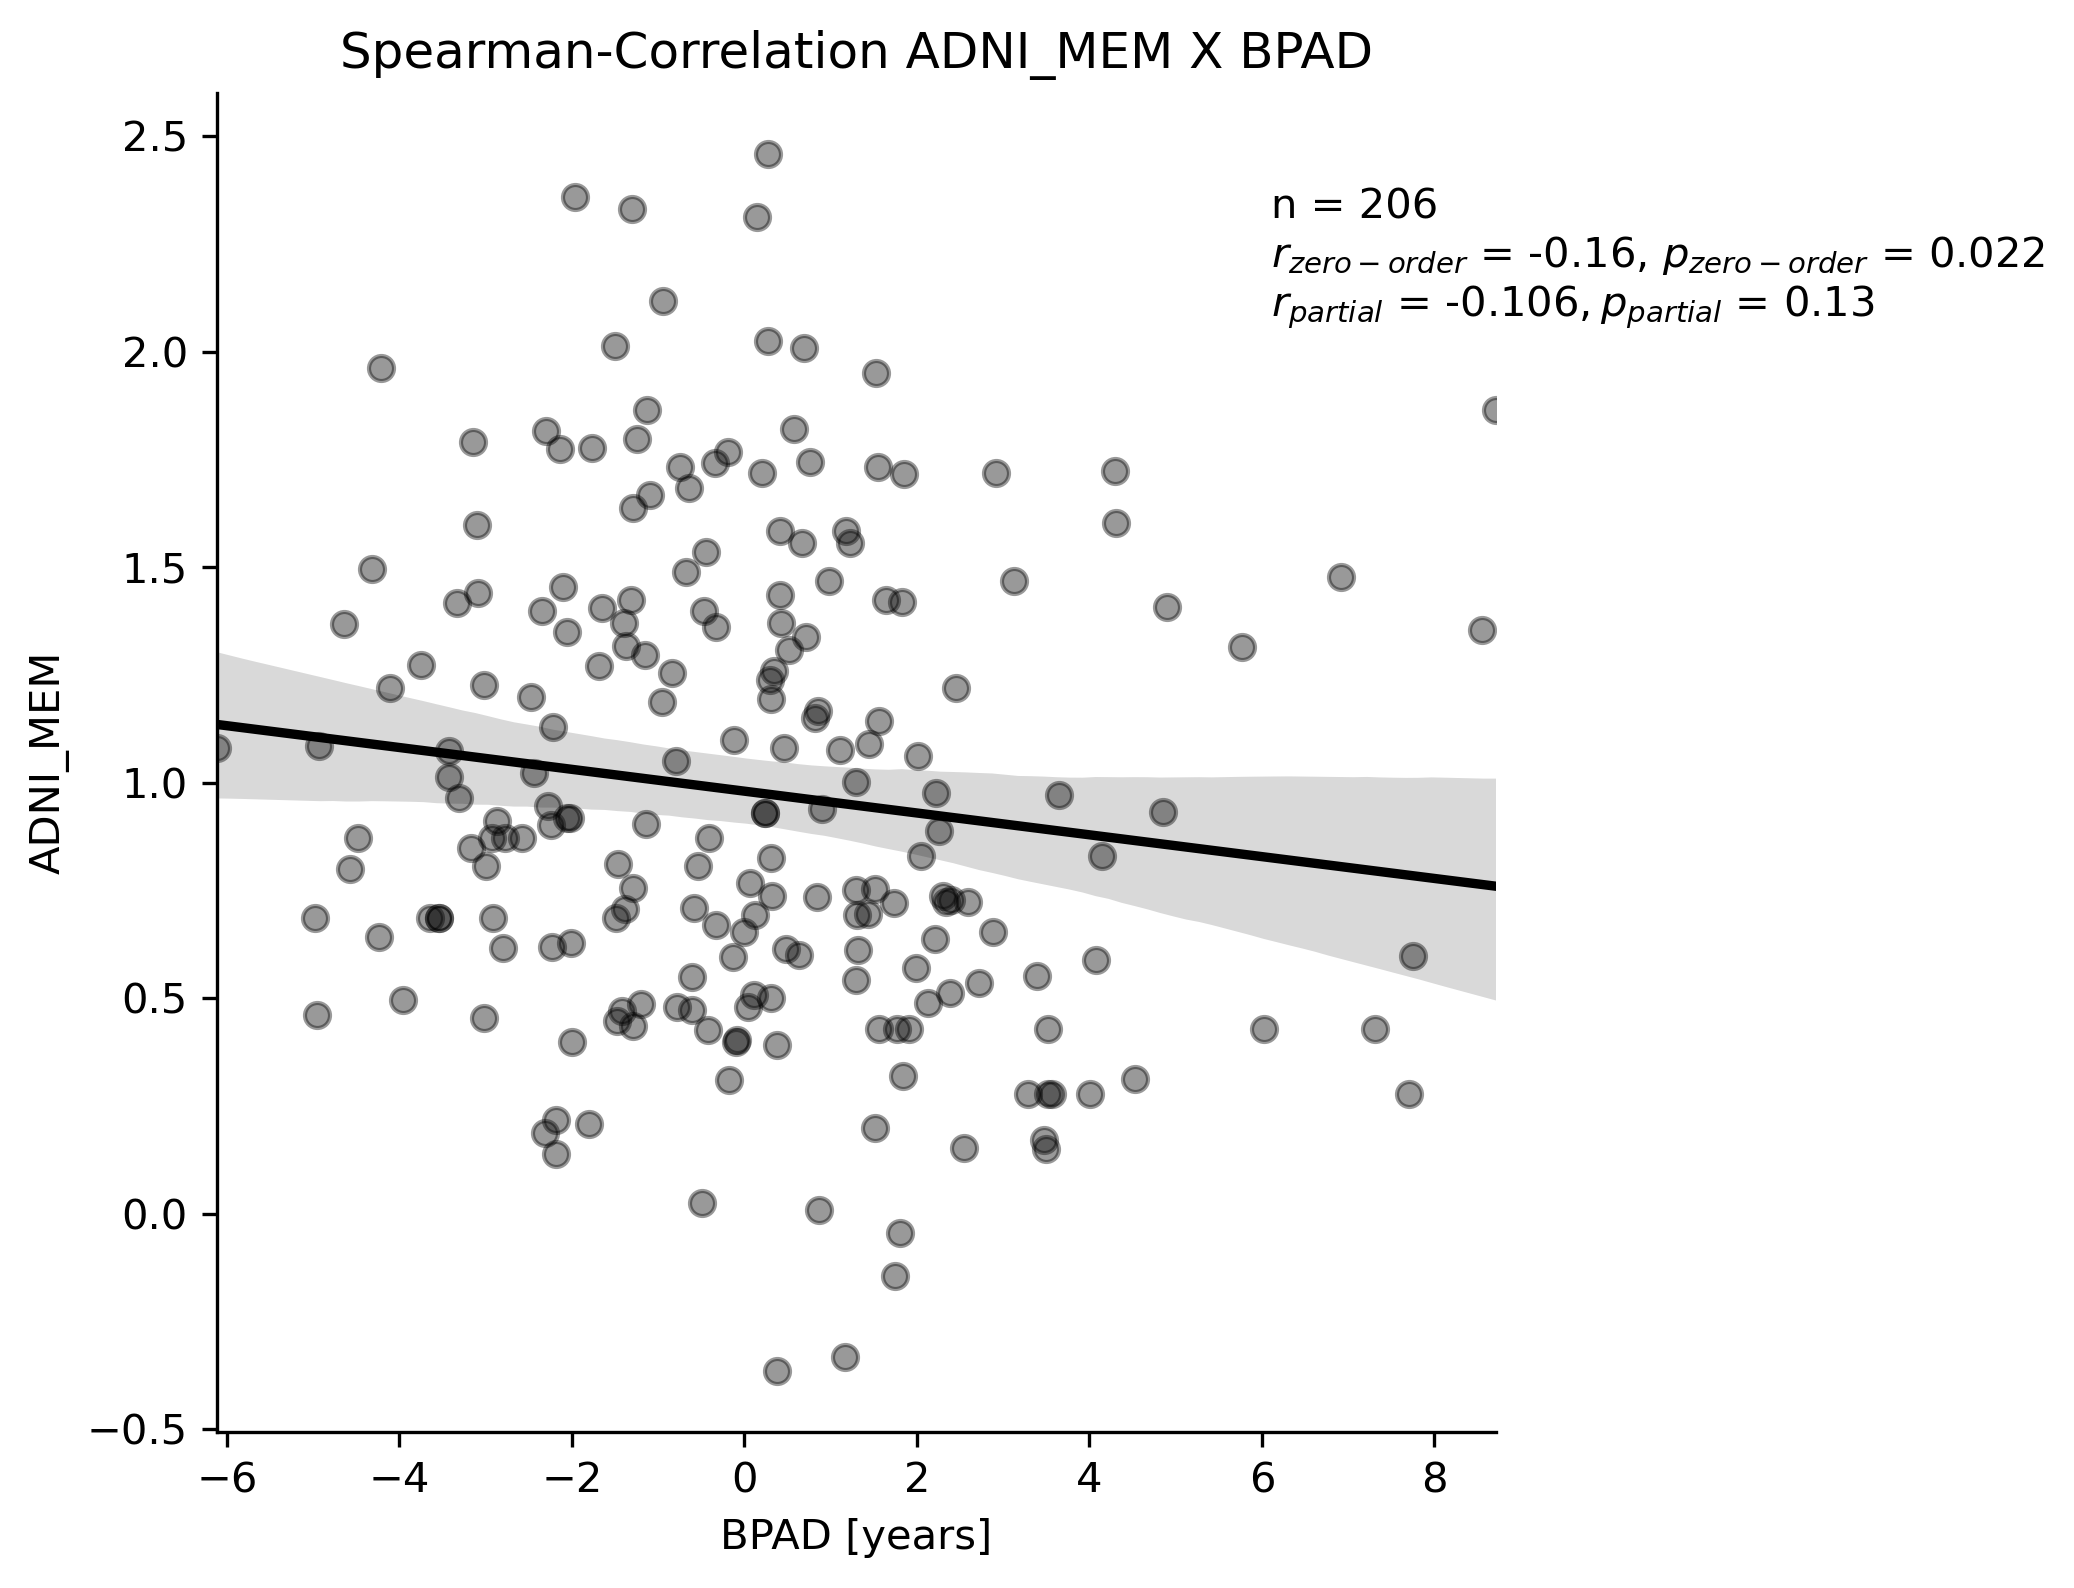 Spearman-Correlation ADNI_MEM X BPAD
n = 206
r_zero−order = -0.16, p_zero−order = 0.022
r_partial = -0.106, p_partial = 0.13
2.5
2.0
1.5
1.0
0.5
0.0
−0.5
ADNI_MEM
−6 −4 −2 0 2 4 6 8
BPAD [years]